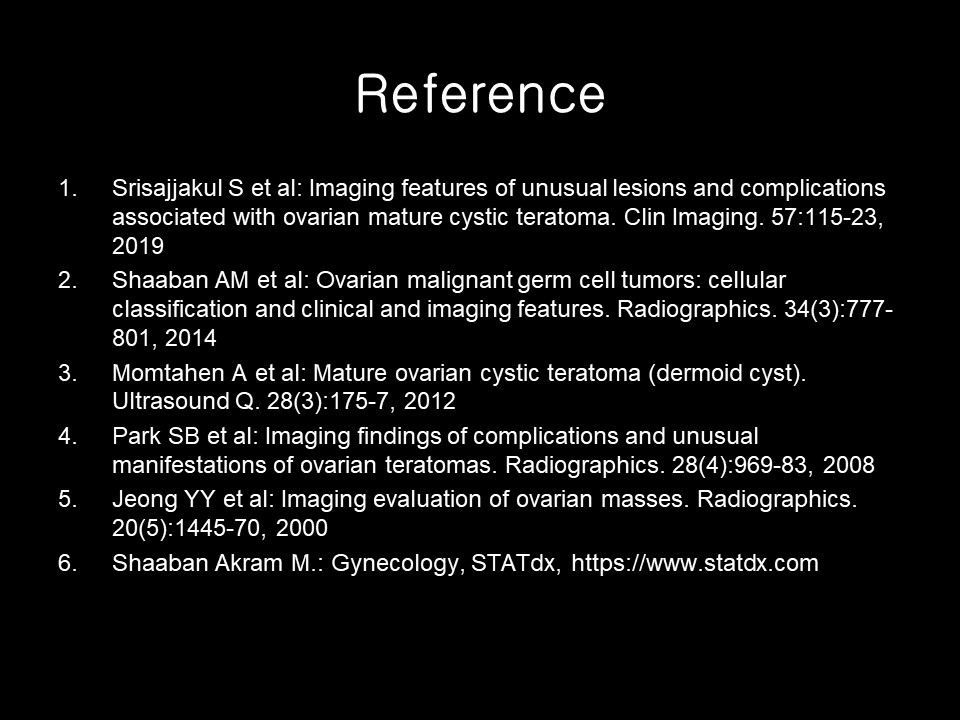 Reference
1. Srisajjakul S et al: Imaging features of unusual lesions and complications
associated with ovarian mature cystic teratoma. Clin Imaging. 57:115-23,
2019
2. Shaaban AM et al: Ovarian malignant germ cell tumors: cellular
classification and clinical and imaging features. Radiographics. 34(3):777-
801, 2014
3. Momtahen A et al: Mature ovarian cystic teratoma (dermoid cyst).
Ultrasound Q. 28(3):175-7, 2012
4. Park SB et al: Imaging findings of complications and unusual
manifestations of ovarian teratomas. Radiographics. 28(4):969-83, 2008
5. Jeong YY et al: Imaging evaluation of ovarian masses. Radiographics.
20(5):1445-70, 2000
6. Shaaban Akram M.: Gynecology, STATdx, https://www.statdx.com